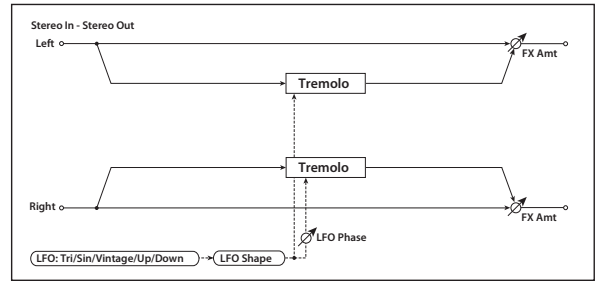 Stereo In - Stereo Out
Left
FX Amt
Tremolo
Tremolo
Right
FX Amt
LFO Phase
LFO: Tri/Sin/Vintage/Up/Down
LFO Shape